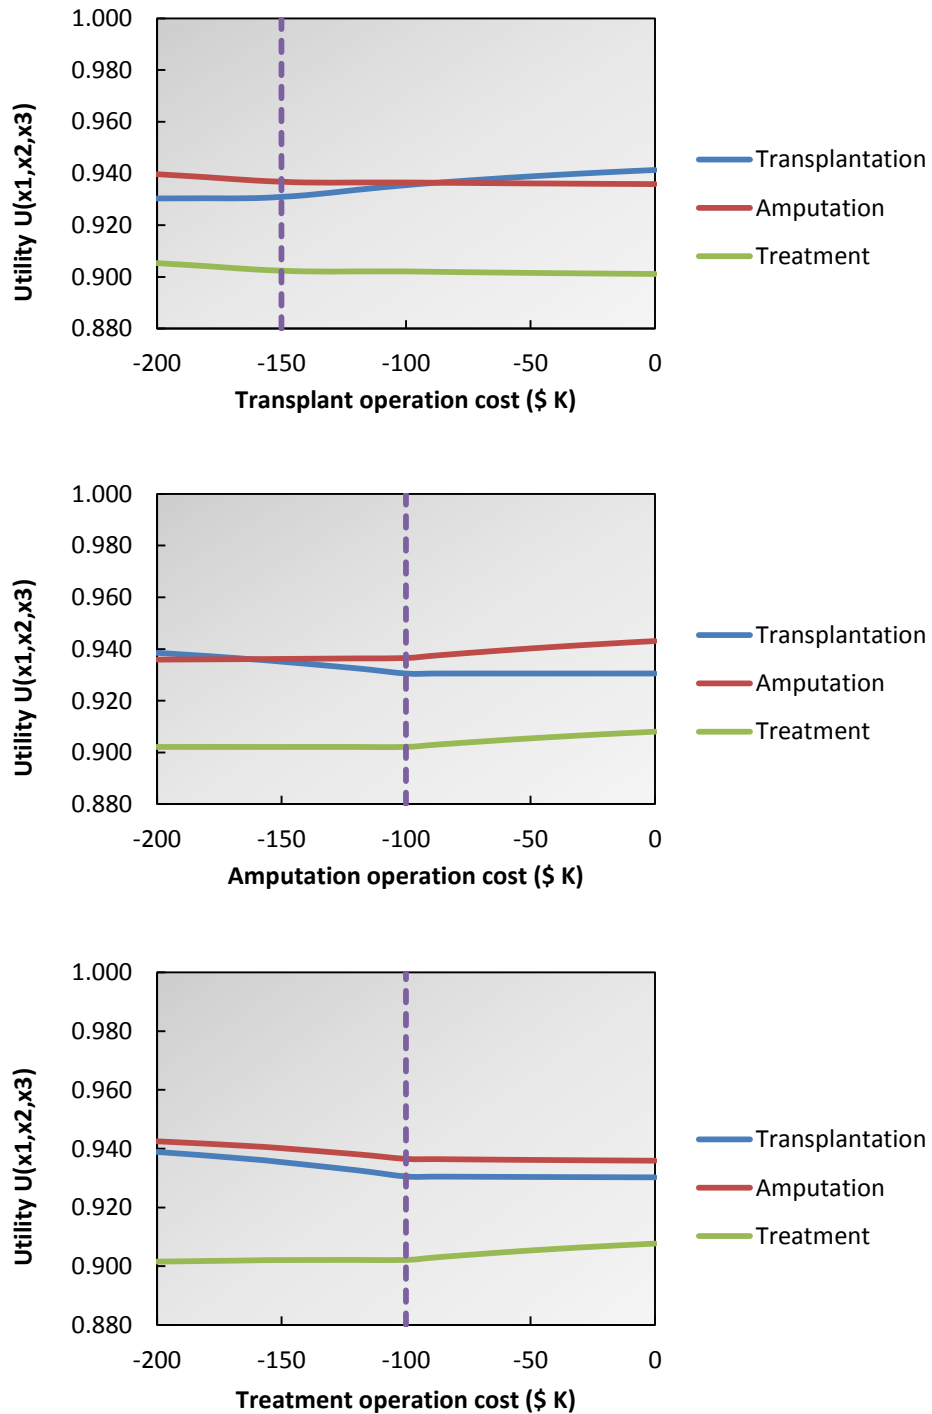 Utility U(x1,x2,x3)
1.000
0.980
0.960
0.940
0.920
0.900
0.880
-200 -150 -100 -50 0
Transplant operation cost ($ K)
Transplantation
Amputation
Treatment
Utility U(x1,x2,x3)
1.000
0.980
0.960
0.940
0.920
0.900
0.880
-200 -150 -100 -50 0
Amputation operation cost ($ K)
Transplantation
Amputation
Treatment
Utility U(x1,x2,x3)
1.000
0.980
0.960
0.940
0.920
0.900
0.880
-200 -150 -100 -50 0
Treatment operation cost ($ K)
Transplantation
Amputation
Treatment